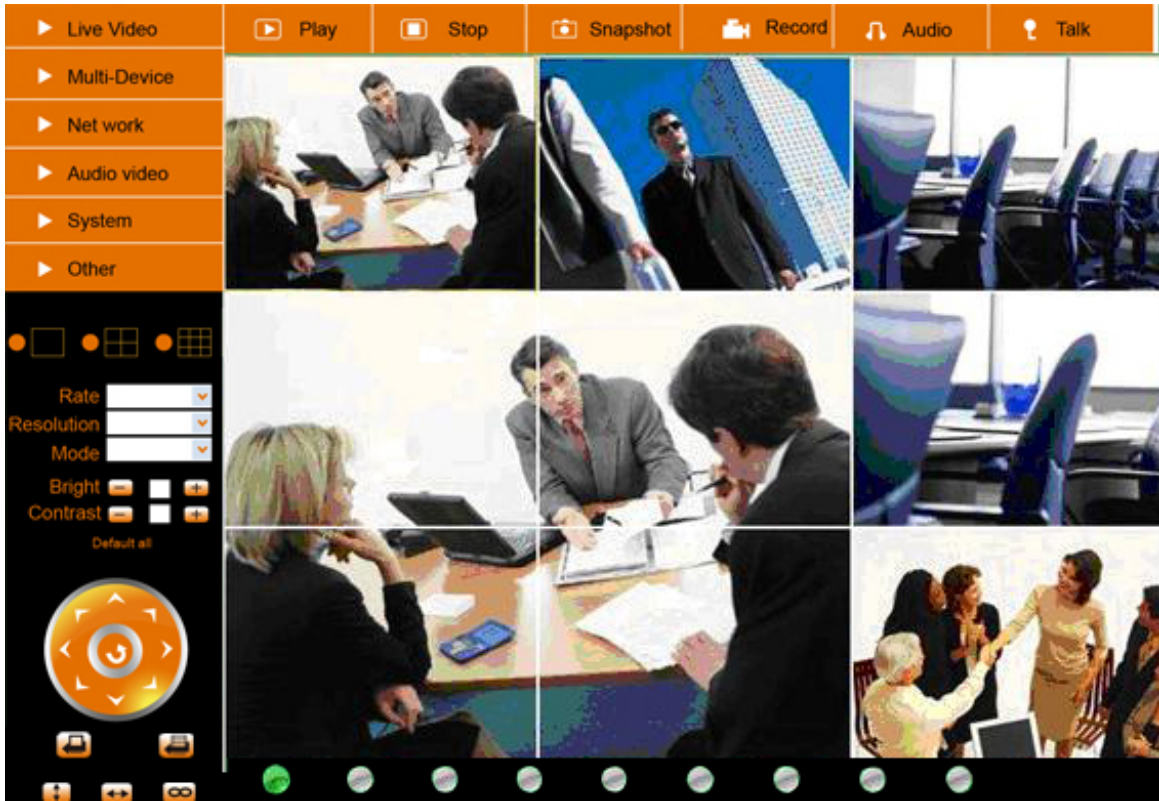 Live Video
Play
Stop
Snapshot
Record
Audio
Talk
Multi-Device
Net work
Audio video
System
Other
Rate
Resolution
Mode
Bright
Contrast
Default all